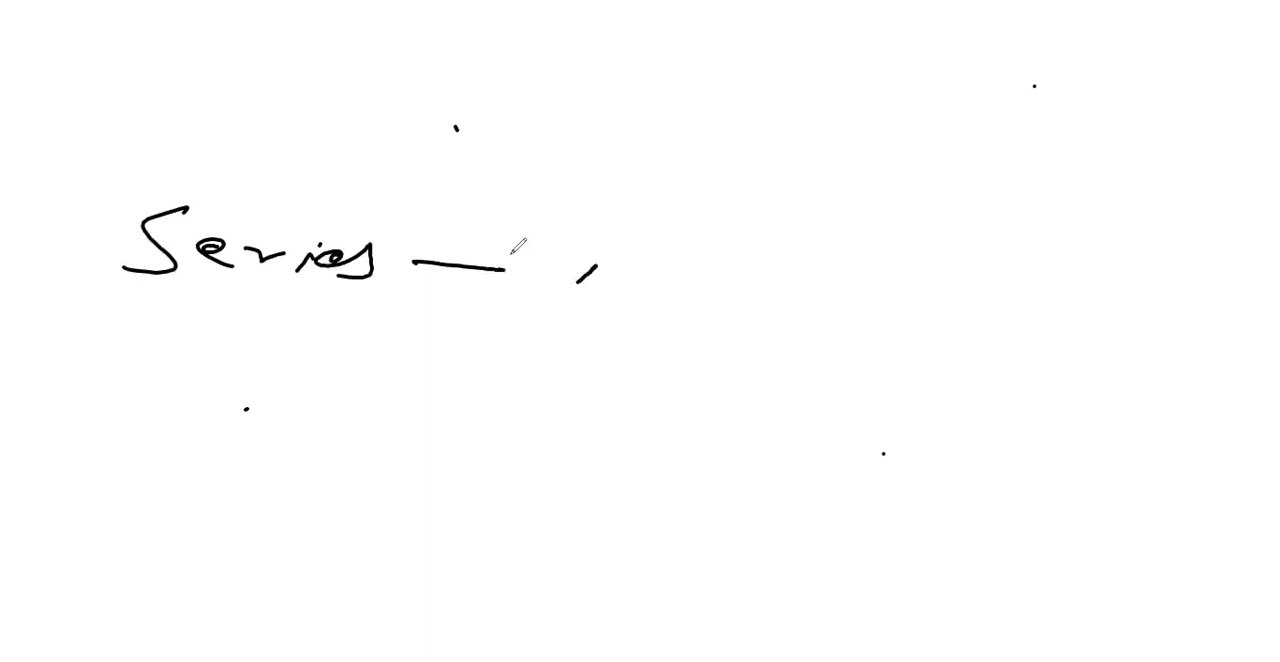 Series — ,